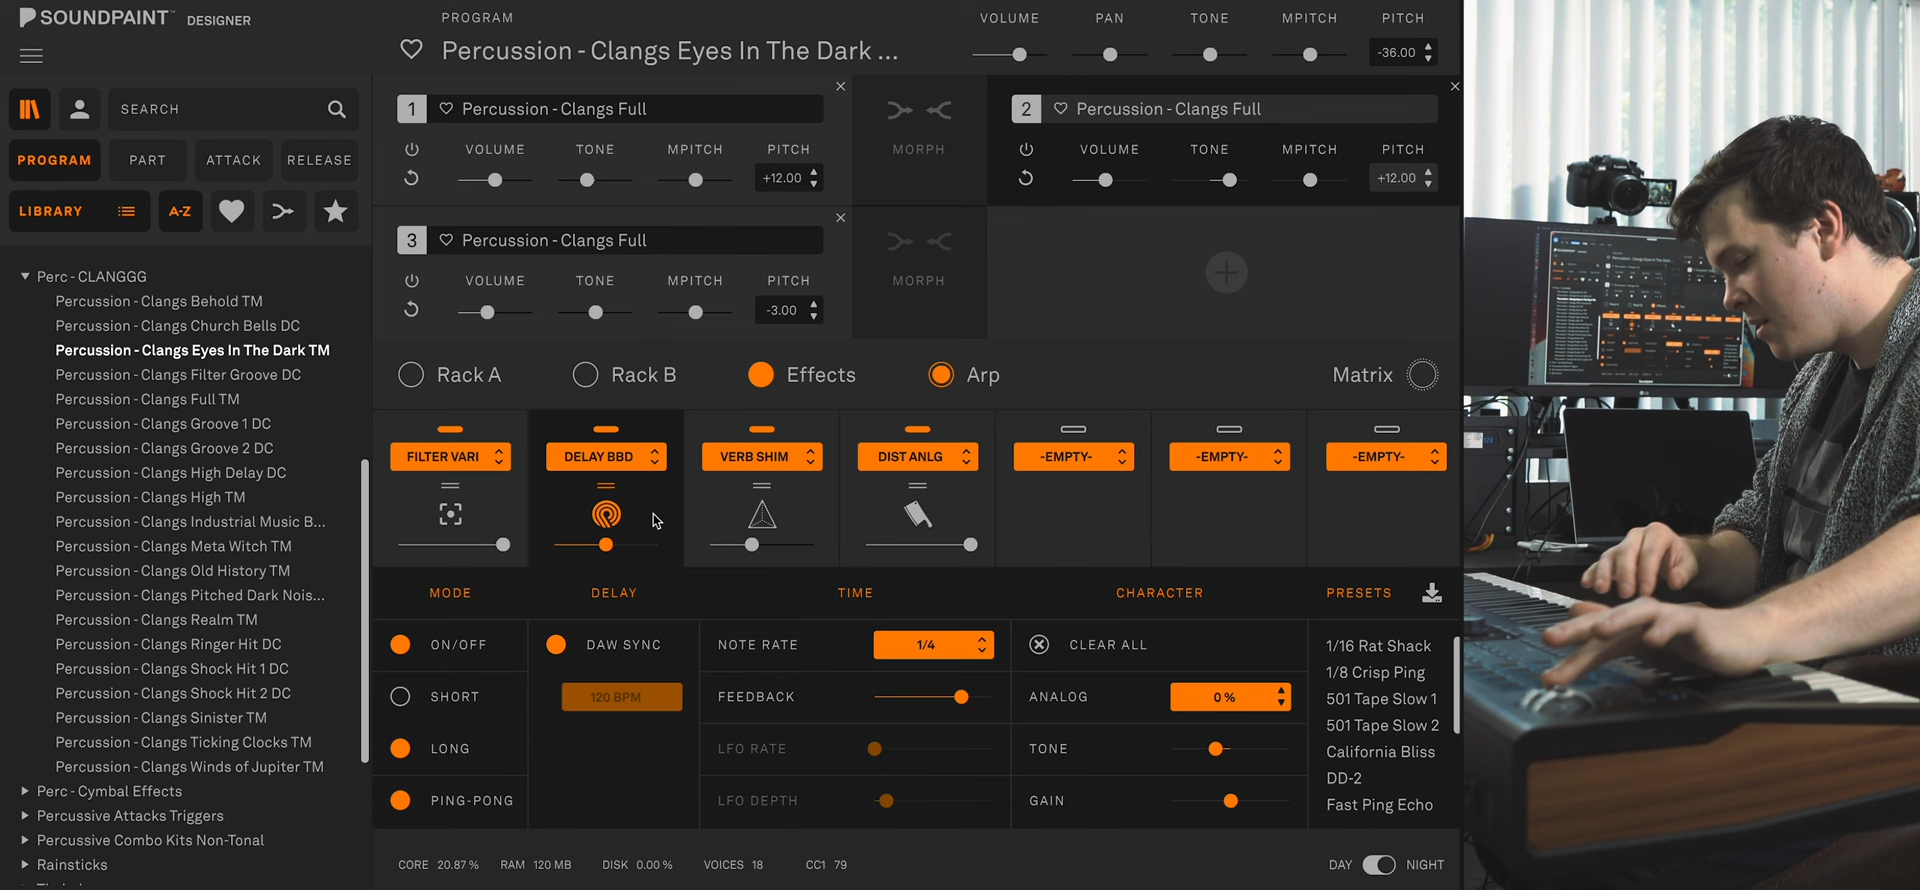 SOUNDPAINT™ DESIGNER
PROGRAM
Percussion - Clangs Eyes In The Dark ...
VOLUME PAN TONE MPITCH PITCH
-36.00
SEARCH
PROGRAM PART ATTACK RELEASE
LIBRARY A-Z
1 Percussion - Clangs Full
VOLUME TONE MPITCH PITCH
+12.00
MORPH
2 Percussion - Clangs Full
VOLUME TONE MPITCH PITCH
+12.00
3 Percussion - Clangs Full
VOLUME TONE MPITCH PITCH
-3.00
MORPH
Perc - CLANGGG
Percussion - Clangs Behold TM
Percussion - Clangs Church Bells DC
Percussion - Clangs Eyes In The Dark TM
Percussion - Clangs Filter Groove DC
Percussion - Clangs Full TM
Percussion - Clangs Groove 1 DC
Percussion - Clangs Groove 2 DC
Percussion - Clangs High Delay DC
Percussion - Clangs High TM
Percussion - Clangs Industrial Music B...
Percussion - Clangs Meta Witch TM
Percussion - Clangs Old History TM
Percussion - Clangs Pitched Dark Nois...
Percussion - Clangs Realm TM
Percussion - Clangs Ringer Hit DC
Percussion - Clangs Shock Hit 1 DC
Percussion - Clangs Shock Hit 2 DC
Percussion - Clangs Sinister TM
Percussion - Clangs Ticking Clocks TM
Percussion - Clangs Winds of Jupiter TM
Perc - Cymbal Effects
Percussive Attacks Triggers
Percussive Combo Kits Non-Tonal
Rainsticks
Rack A Rack B Effects Arp Matrix
FILTER VARI DELAY BBD VERB SHIM DIST ANLG -EMPTY- -EMPTY- -EMPTY-
MODE DELAY TIME CHARACTER PRESETS
ON/OFF DAW SYNC NOTE RATE 1/4 CLEAR ALL
SHORT 120 BPM FEEDBACK ANALOG 0 %
LONG LFO RATE TONE
PING-PONG LFO DEPTH GAIN
1/16 Rat Shack
1/8 Crisp Ping
501 Tape Slow 1
501 Tape Slow 2
California Bliss
DD-2
Fast Ping Echo
CORE 20.87 % RAM 120 MB DISK 0.00 % VOICES 18 CC1 79
DAY NIGHT